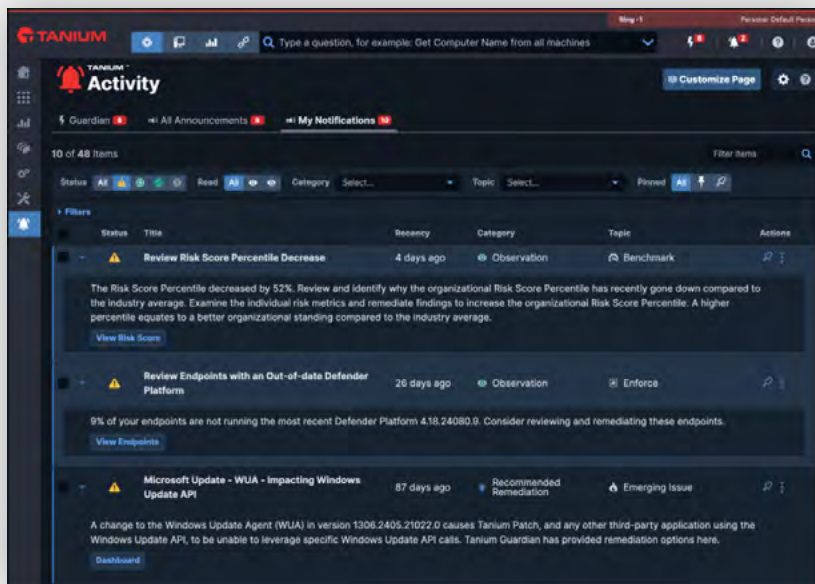 Ring -1
Personal Default Perso
TANIUM
Type a question, for example: Get Computer Name from all machines
8
2
TANIUM™
Activity
Customize Page
Guardian 8
All Announcements
My Notifications 10
10 of 48 Items
Filter items
Status All
Read All
Category Select...
Topic Select...
Pinned All
Filters
Status Title Recency Category Topic Actions
Review Risk Score Percentile Decrease 4 days ago Observation Benchmark
The Risk Score Percentile decreased by 52%. Review and identify why the organizational Risk Score Percentile has recently gone down compared to
the industry average. Examine the individual risk metrics and remediate findings to increase the organizational Risk Score Percentile. A higher
percentile equates to a better organizational standing compared to the industry average.
View Risk Score
Review Endpoints with an Out-of-date Defender
Platform
26 days ago Observation Enforce
9% of your endpoints are not running the most recent Defender Platform 4.18.24080.9. Consider reviewing and remediating these endpoints.
View Endpoints
Microsoft Update - WUA - Impacting Windows
Update API
87 days ago
Recommended
Remediation
Emerging Issue
A change to the Windows Update Agent (WUA) in version 1306.2405.21022.0 causes Tanium Patch, and any other third-party application using the
Windows Update API, to be unable to leverage specific Windows Update API calls. Tanium Guardian has provided remediation options here.
Dashboard